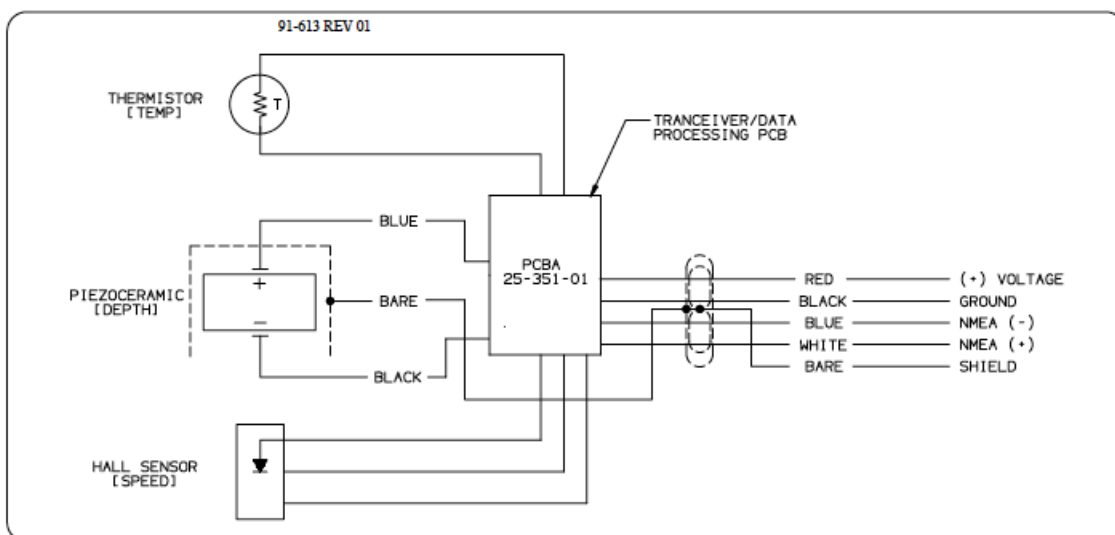 91-613 REV 01
THERMISTOR
[TEMP]
T
TRANCEIVER/DATA
PROCESSING PCB
BLUE
PCBA
25-351-01
PIEZOCERAMIC
[DEPTH]
+
−
BARE
BLACK
RED (+) VOLTAGE
BLACK GROUND
BLUE NMEA (-)
WHITE NMEA (+)
BARE SHIELD
HALL SENSOR
[SPEED]